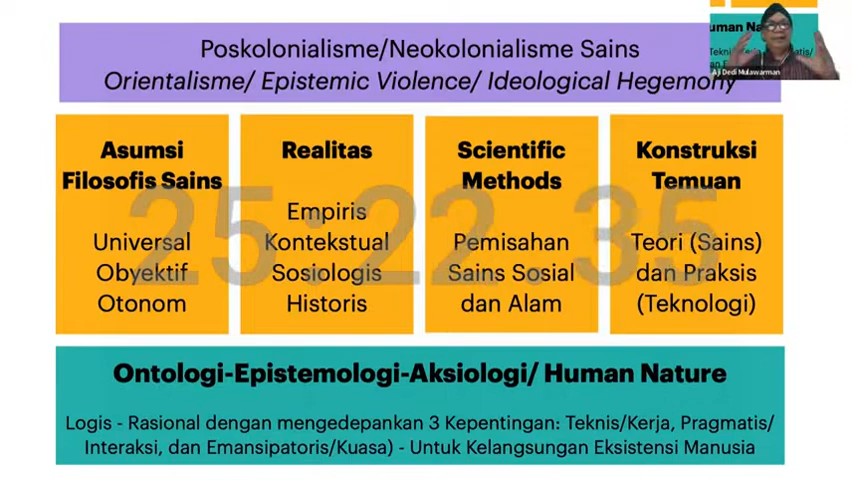 Poskolonialisme/Neokolonialisme Sains
Orientalisme/ Epistemic Violence/ Ideological Hegemony
Aji Dedi Mulawarman
Asumsi
Filosofis Sains
Universal
Obyektif
Otonom
Realitas
Empiris
Kontekstual
Sosiologis
Historis
Scientific
Methods
Pemisahan
Sains Sosial
dan Alam
Konstruksi
Temuan
Teori (Sains)
dan Praksis
(Teknologi)
25:22.35
Ontologi-Epistemologi-Aksiologi/ Human Nature
Logis - Rasional dengan mengedepankan 3 Kepentingan: Teknis/Kerja, Pragmatis/
Interaksi, dan Emansipatoris/Kuasa) - Untuk Kelangsungan Eksistensi Manusia